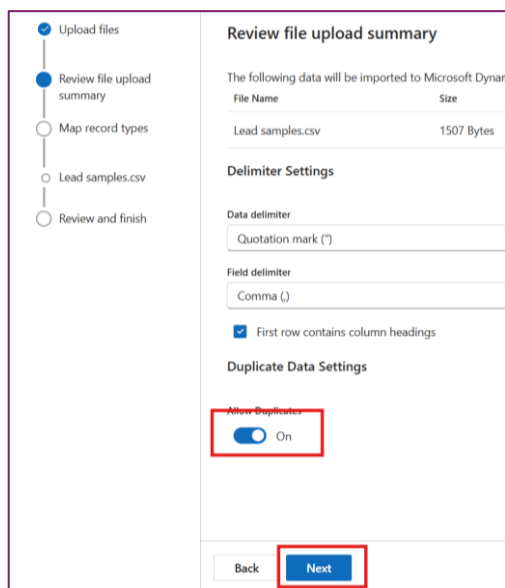 Upload files
Review file upload
summary
Map record types
Lead samples.csv
Review and finish
Review file upload summary
The following data will be imported to Microsoft
File Name Size
Lead samples.csv 1507 Bytes
Delimiter Settings
Data delimiter
Quotation mark (")
Field delimiter
Comma (,)
First row contains column headings
Duplicate Data Settings
Allow Duplicates
On
Back Next